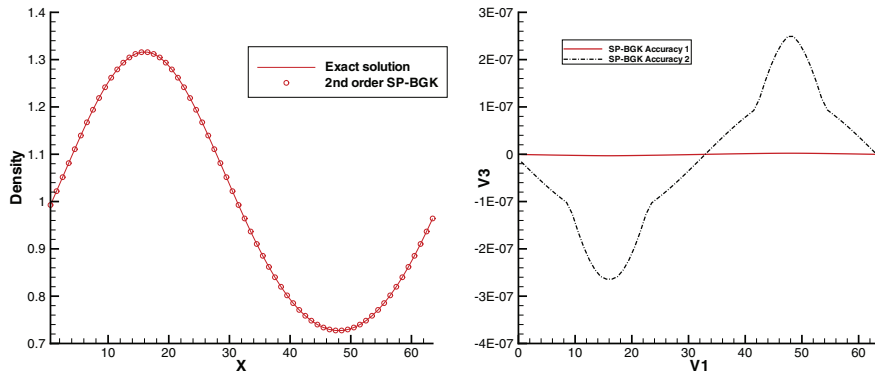 1.4
1.3
1.2
1.1
1
0.9
0.8
0.7
Density
10
20
30
40
50
60
X
Exact solution
2nd order SP-BGK
3E-07
2E-07
1E-07
0
-1E-07
-2E-07
-3E-07
-4E-07
V3
0
10
20
30
40
50
60
V1
SP-BGK Accuracy 1
SP-BGK Accuracy 2